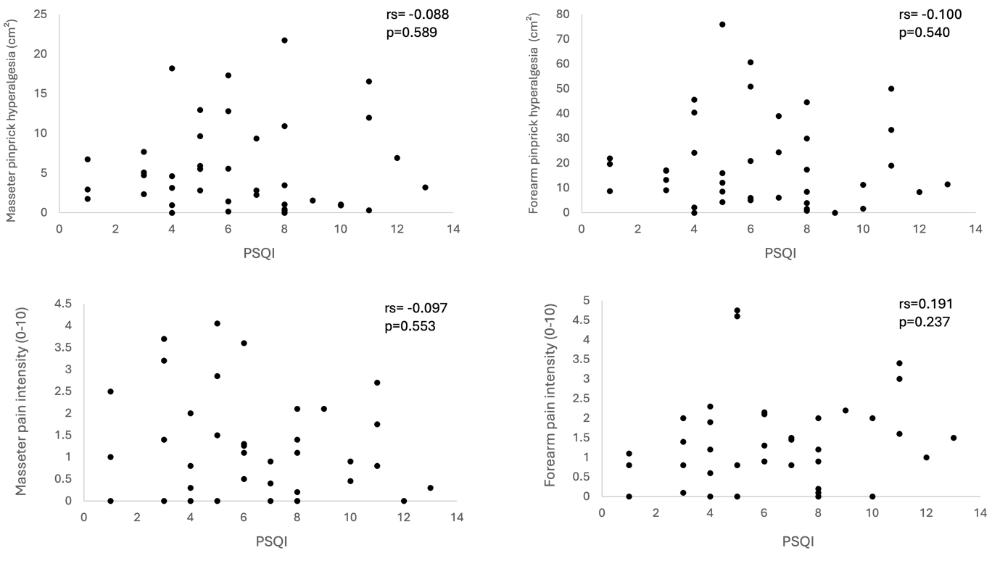 Masseter pinprick hyperalgesia (cm²)
25
20
15
10
5
0
0 2 4 6 8 10 12 14
PSQI
rs= -0.088
p=0.589
Forearm pinprick hyperalgesia (cm²)
80
70
60
50
40
30
20
10
0
0 2 4 6 8 10 12 14
PSQI
rs= -0.100
p=0.540
Masseter pain intensity (0-10)
4.5
4
3.5
3
2.5
2
1.5
1
0.5
0
0 2 4 6 8 10 12 14
PSQI
rs= -0.097
p=0.553
Forearm pain intensity (0-10)
5
4.5
4
3.5
3
2.5
2
1.5
1
0.5
0
0 2 4 6 8 10 12 14
PSQI
rs=0.191
p=0.237